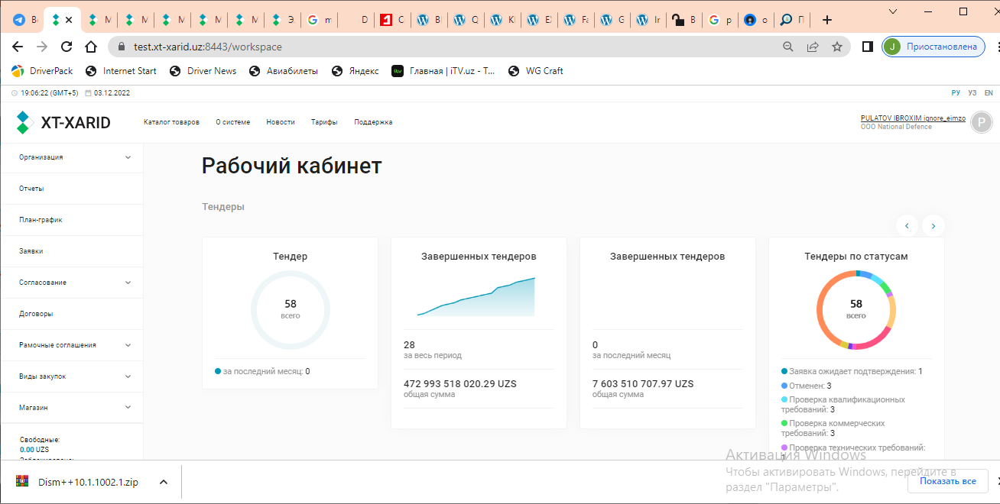 test.xt-xarid.uz:8443/workspace
Приостановлена
DriverPack
Internet Start
Driver News
Авиабилеты
Яндекс
Главная | iTV.uz - T...
WG Craft
19:06:22 (GMT+5)
03.12.2022
РУ УЗ EN
XT-XARID
Каталог товаров
О системе
Новости
Тарифы
Поддержка
PULATOV IBROXIM ignore_eimzo
ООО National Defence
P
Организация
Отчеты
План-график
Заявки
Согласование
Договоры
Рамочные соглашения
Виды закупок
Магазин
Свободные:
0.00 UZS
Рабочий кабинет
Тендеры
Тендер
58
всего
за последний месяц: 0
Завершенных тендеров
28
за весь период
472 993 518 020.29 UZS
общая сумма
Завершенных тендеров
0
за последний месяц
7 603 510 707.97 UZS
общая сумма
Тендеры по статусам
58
всего
Заявка ожидает подтверждения: 1
Отменен: 3
Проверка квалификационных
требований: 3
Проверка коммерческих
требований: 3
Проверка технических требований:
1
Активация Windows
Чтобы активировать Windows, перейдите в
раздел "Параметры".
Dism++10.1.1002.1.zip
Показать все